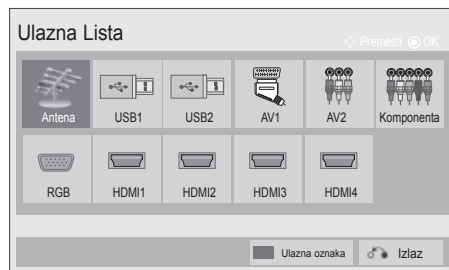 Ulazna Lista
Premesti OK
Antena USB1 USB2 AV1 AV2 Komponenta
RGB HDMI1 HDMI2 HDMI3 HDMI4
Ulazna oznaka Izlaz